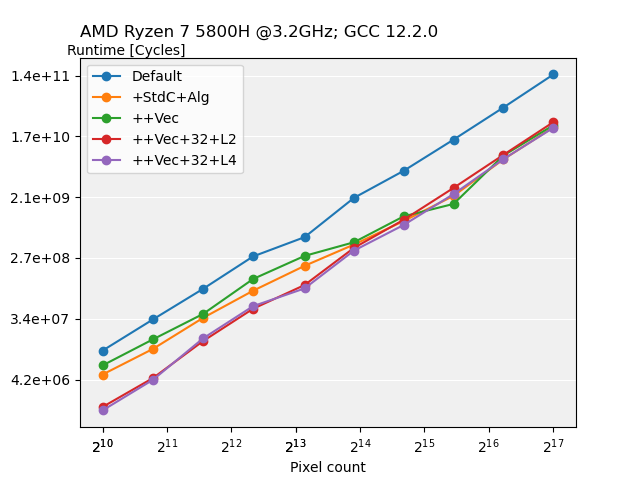 AMD Ryzen 7 5800H @3.2GHz; GCC 12.2.0
Runtime [Cycles]
Default
+StdC+Alg
++Vec
++Vec+32+L2
++Vec+32+L4
1.4e+11
1.7e+10
2.1e+09
2.7e+08
3.4e+07
4.2e+06
2^10 2^11 2^12 2^13 2^14 2^15 2^16 2^17
Pixel count